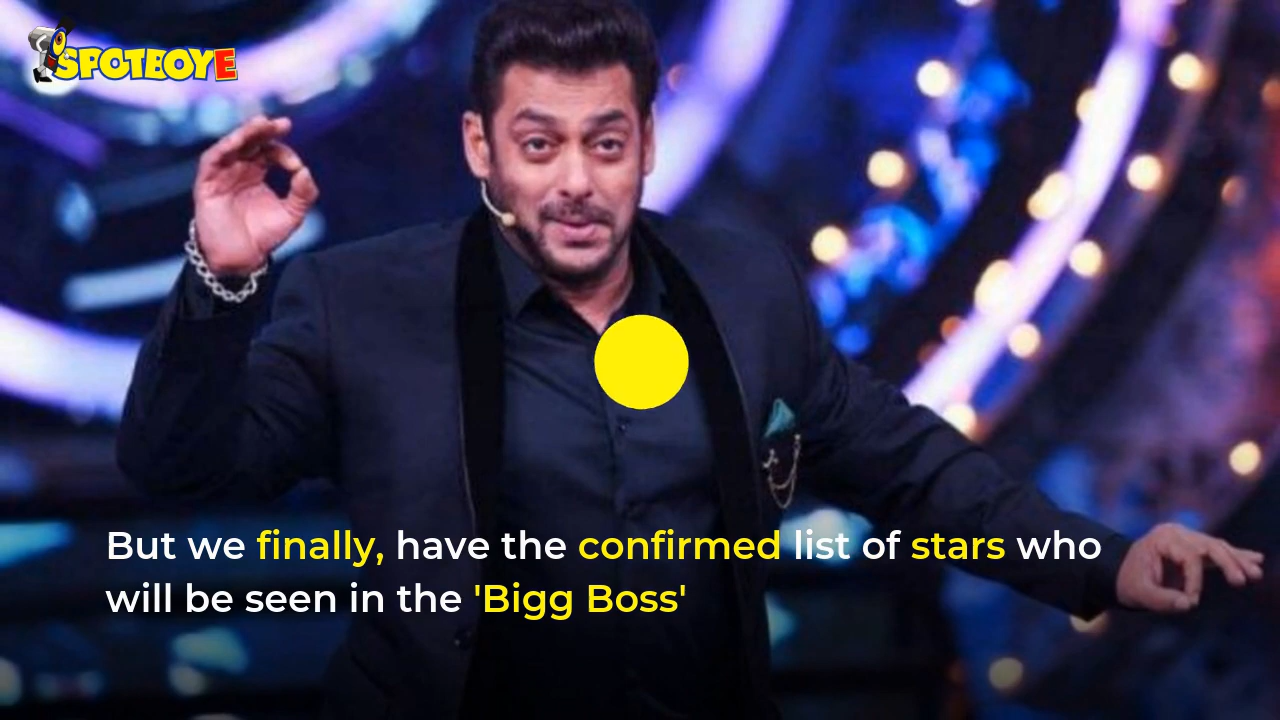 SPOTBOYE
But we finally, have the confirmed list of stars who
will be seen in the 'Bigg Boss'